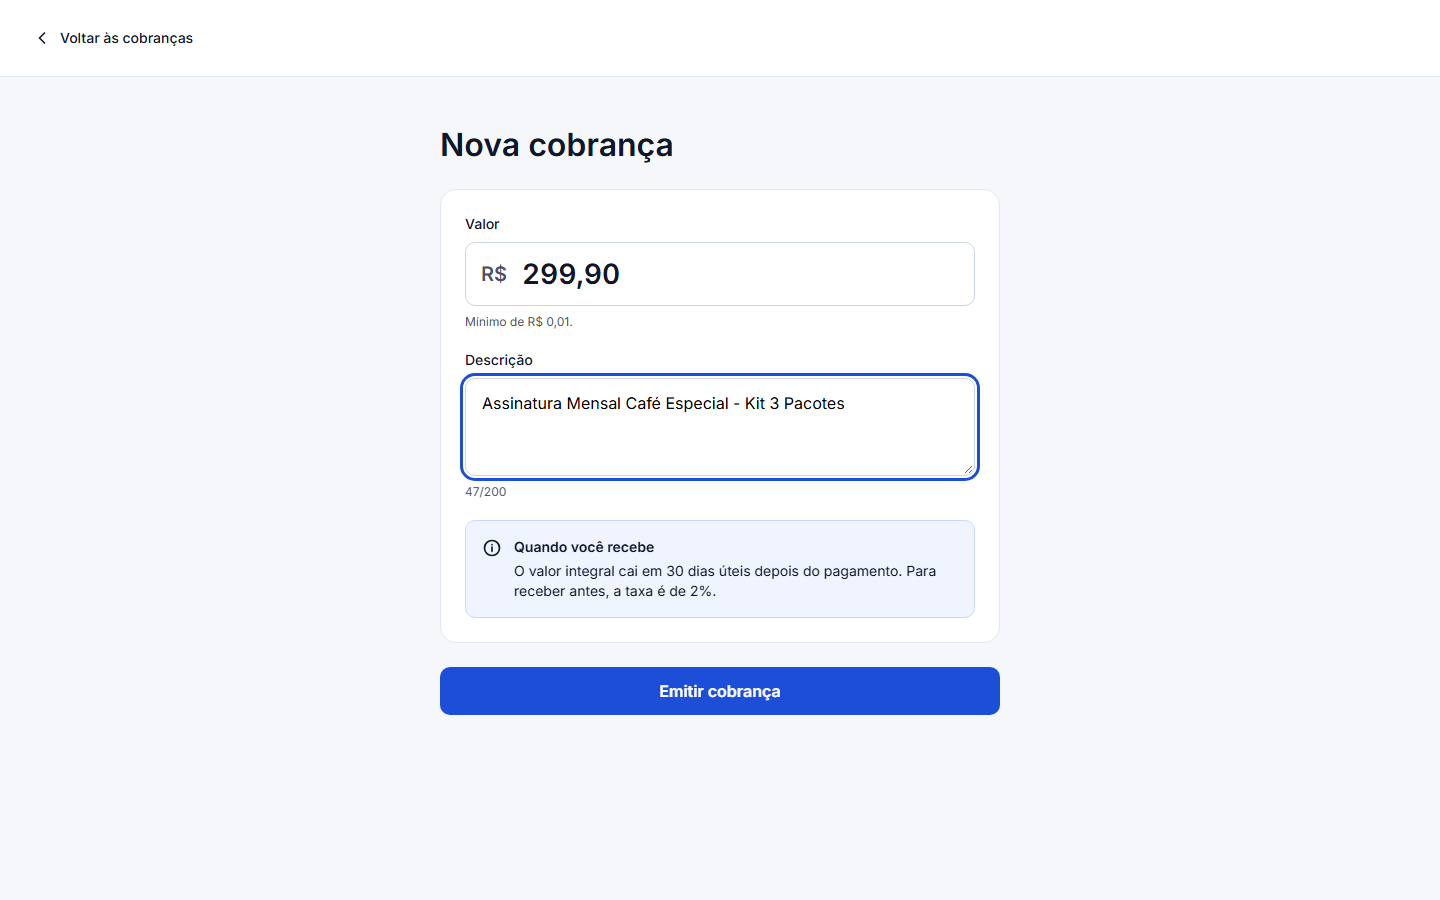 Voltar às cobranças
Nova cobrança
Valor
R$ 299,90
Mínimo de R$ 0,01.
Descrição
Assinatura Mensal Café Especial - Kit 3 Pacotes
47/200
Quando você recebe
O valor integral cai em 30 dias úteis depois do pagamento. Para
receber antes, a taxa é de 2%.
Emitir cobrança